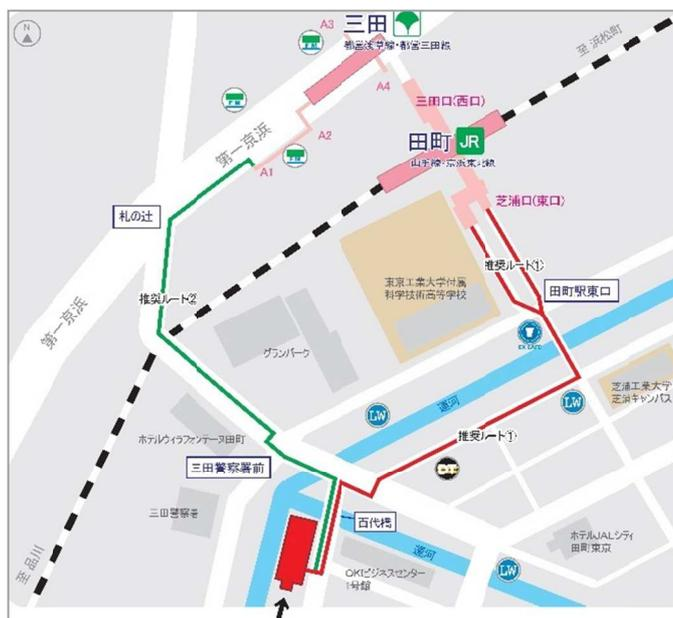 N
A3
三田
都営浅草線・都営三田線
至 浜松町
A4
三田口(西口)
A2
第一京浜
田町
JR
山手線・京浜東北線
A1
芝浦口(東口)
札の辻
推奨ルート①
東京工業大学付属
科学技術高等学校
田町駅東口
推奨ルート②
第一京浜
グランパーク
運河
芝浦工業大学
芝浦キャンパス
LW
LW
ホテルヴィラフォンテーヌ田町
推奨ルート①
三田警察署前
三田警察署
百代橋
ホテルJALシティ
田町東京
運河
至 品川
OKIビジネスセンター
1号館
LW